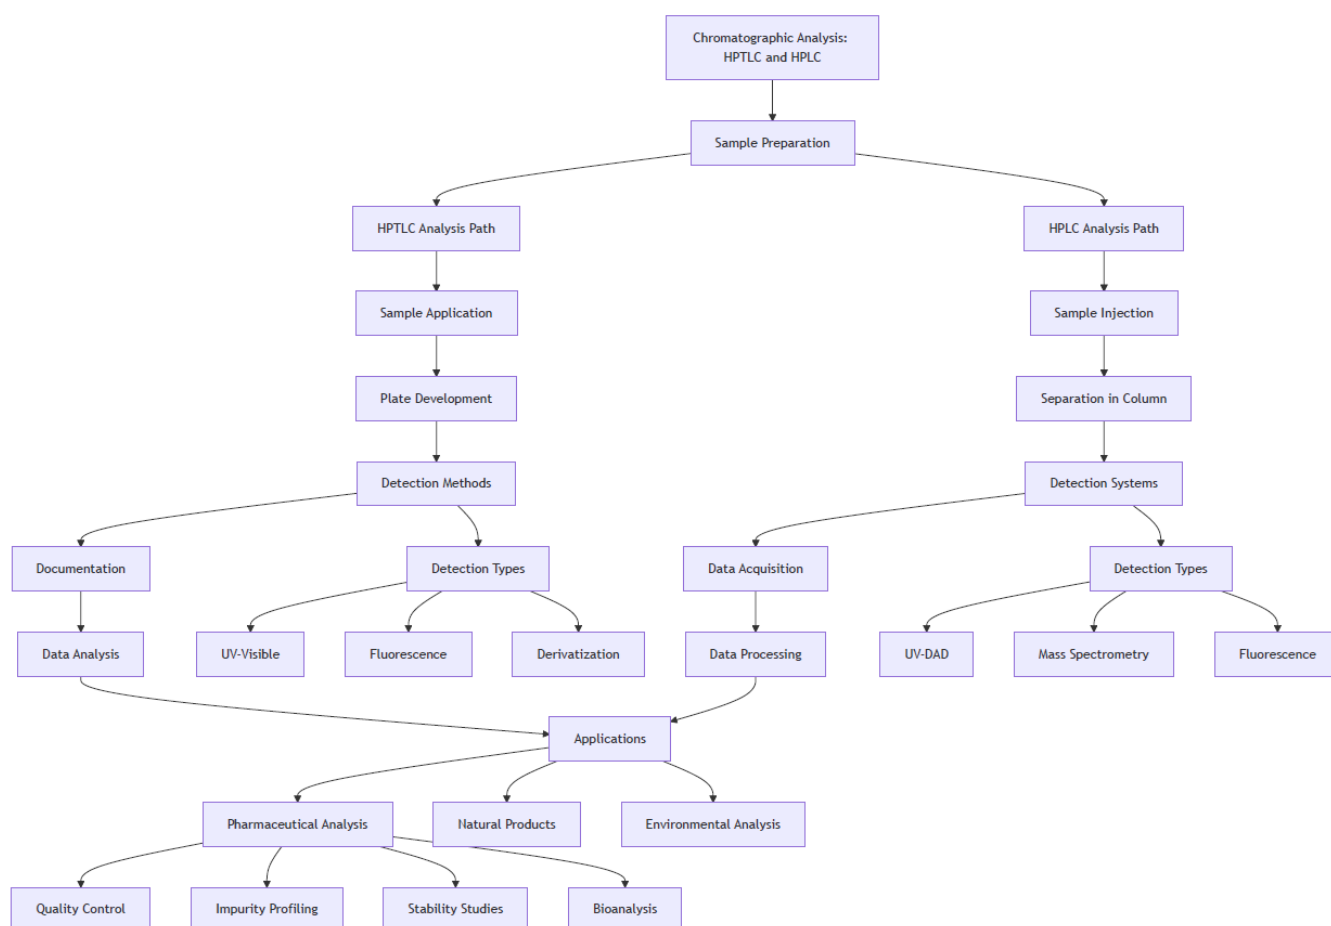 Chromatographic Analysis:
HPTLC and HPLC
Sample Preparation
HPTLC Analysis Path
HPLC Analysis Path
Sample Application
Sample Injection
Plate Development
Separation in Column
Detection Methods
Detection Systems
Documentation
Detection Types
Data Acquisition
Detection Types
Data Analysis
UV-Visible
Fluorescence
Derivatization
Data Processing
UV-DAD
Mass Spectrometry
Fluorescence
Applications
Pharmaceutical Analysis
Natural Products
Environmental Analysis
Quality Control
Impurity Profiling
Stability Studies
Bioanalysis